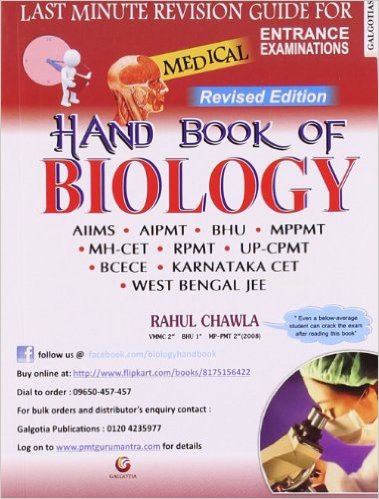 LAST MINUTE REVISION GUIDE FOR
GALGOTIAS
ENTRANCE
EXAMINATIONS
MEDICAL
Revised Edition
HAND BOOK OF
BIOLOGY
AIIMS • AIPMT • BHU • MPPMT
• MH-CET • RPMT • UP-CPMT
• BCECE • KARNATAKA CET
• WEST BENGAL JEE
RAHUL CHAWLA
VMMC 2nd BHU 1st MP-PMT 2nd (2008)
" Even a below-average
student can crack the exam
after reading this book"
f follow us @ facebook.com/biologyhandbook
Buy online at: http://www.flipkart.com/books/8175156422
Dial to order : 09650-457-457
For bulk orders and distributor's enquiry contact :
Galgotia Publications : 0120 4235977
Log on to www.pmtgurumantra.com for details
G
GALGOTIA